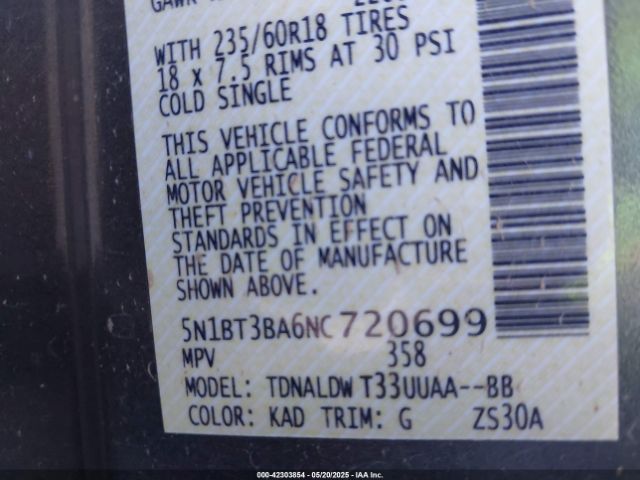 GAWR
WITH 235/60R18 TIRES
18 x 7.5 RIMS AT 30 PSI
COLD SINGLE
THIS VEHICLE CONFORMS TO
ALL APPLICABLE FEDERAL
MOTOR VEHICLE SAFETY AND
THEFT PREVENTION
STANDARDS IN EFFECT ON
THE DATE OF MANUFACTURE
SHOWN ABOVE.
5N1BT3BA6NC720699
MPV 358
MODEL: TDNALDW T33UUAA--BB
COLOR: KAD TRIM: G ZS30A
000-42303854 - 05/20/2025 - IAA Inc.